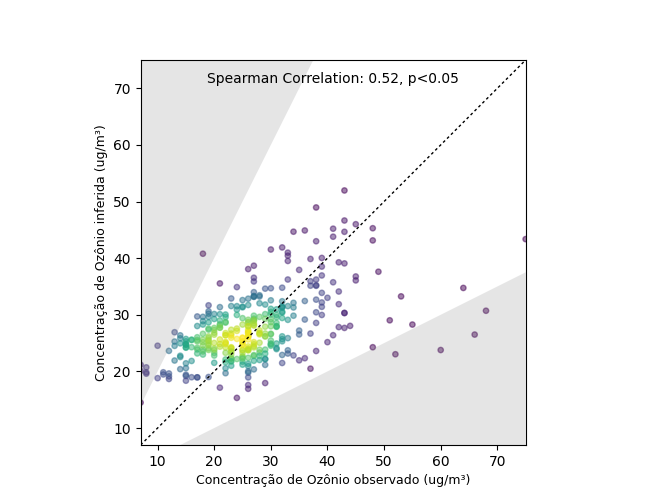 Spearman Correlation: 0.52, p<0.05
Concentração de Ozônio inferida (ug/m³)
70
60
50
40
30
20
10
10 20 30 40 50 60 70
Concentração de Ozônio observado (ug/m³)